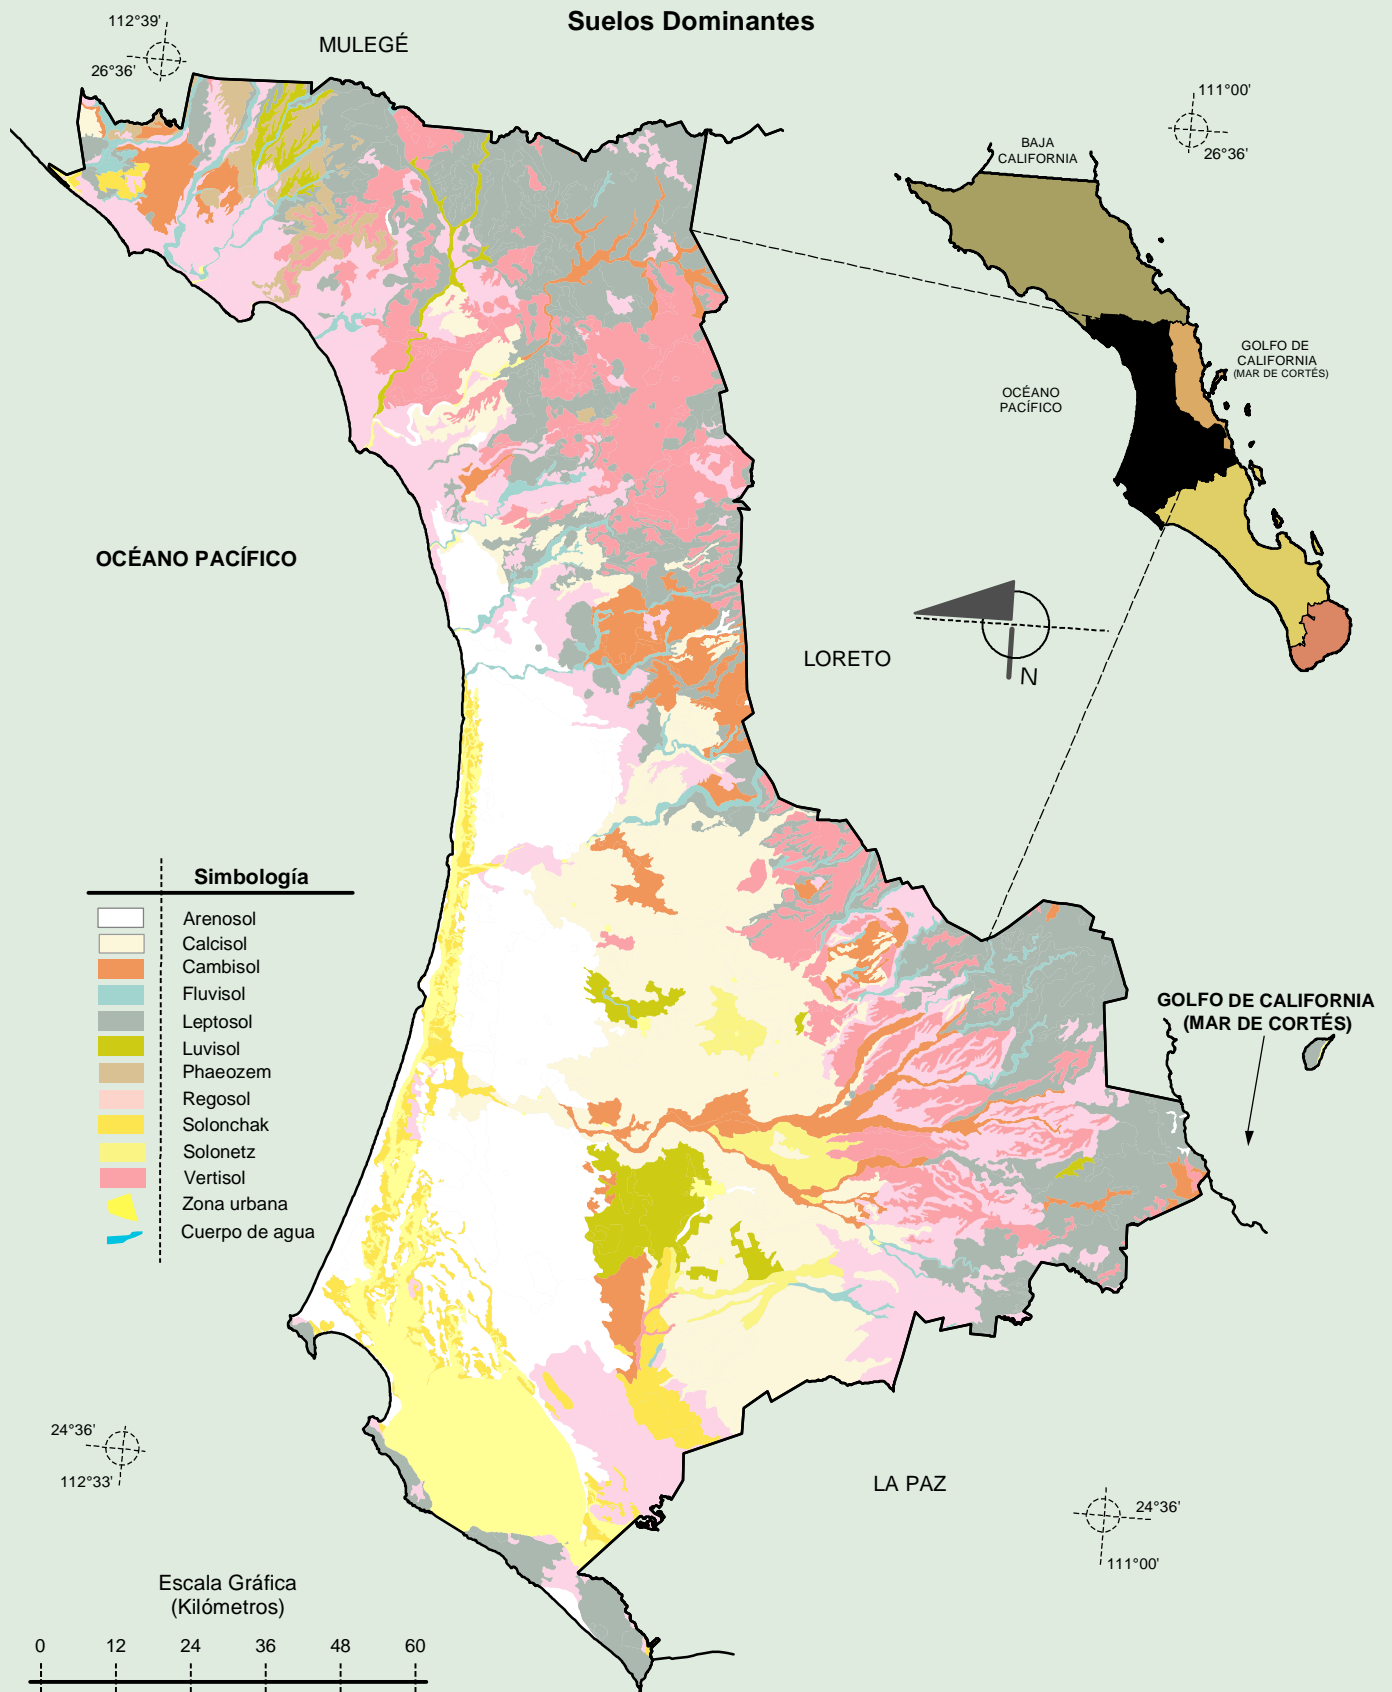 Suelos Dominantes
112°39'
MULEGÉ
26°36'
111°00'
26°36'
BAJA
CALIFORNIA
GOLFO DE
CALIFORNIA
(MAR DE CORTÉS)
OCÉANO
PACÍFICO
OCÉANO PACÍFICO
LORETO
N
Simbología
Arenosol
Calcisol
Cambisol
Fluvisol
Leptosol
Luvisol
Phaeozem
Regosol
Solonchak
Solonetz
Vertisol
Zona urbana
Cuerpo de agua
GOLFO DE CALIFORNIA
(MAR DE CORTÉS)
24°36'
112°33'
LA PAZ
24°36'
111°00'
Escala Gráfica
(Kilómetros)
0 12 24 36 48 60